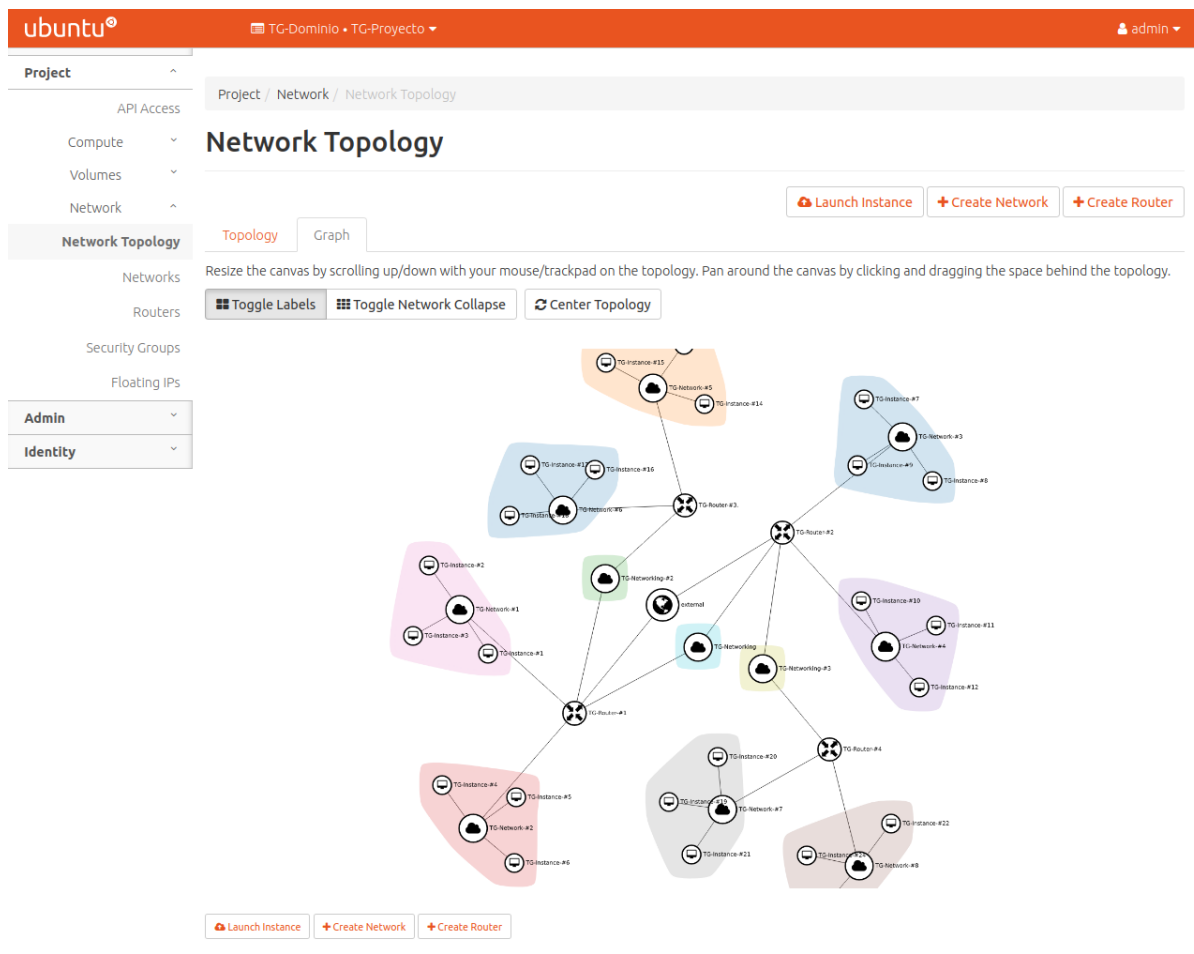 ubuntu
TG-Dominio • TG-Proyecto
admin
Project
API Access
Compute
Volumes
Network
Network Topology
Networks
Routers
Security Groups
Floating IPs
Admin
Identity
Project / Network / Network Topology
Network Topology
Launch Instance
+ Create Network
+ Create Router
Topology
Graph
Resize the canvas by scrolling up/down with your mouse/trackpad on the topology. Pan around the canvas by clicking and dragging the space behind the topology.
Toggle Labels
Toggle Network Collapse
Center Topology
TG-Instance-#15
TG-Network-#5
TG-Instance-#14
TG-Instance-#7
TG-Network-#3
TG-Instance-#9
TG-Instance-#8
TG-Instance-#17
TG-Instance-#16
TG-Network-#6
TG-Router-#3
TG-Router-#2
TG-Instance-#2
TG-Networking-#2
TG-Network-#1
external
TG-Instance-#3
TG-Instance-#1
TG-Networking
TG-Networking-#3
TG-Instance-#10
TG-Instance-#11
TG-Network-#4
TG-Instance-#12
TG-Router-#1
TG-Router-#4
TG-Instance-#4
TG-Instance-#5
TG-Network-#2
TG-Instance-#6
TG-Instance-#20
TG-Instance-#19
TG-Network-#7
TG-Instance-#21
TG-Instance-#22
TG-Network-#8
Launch Instance
+ Create Network
+ Create Router